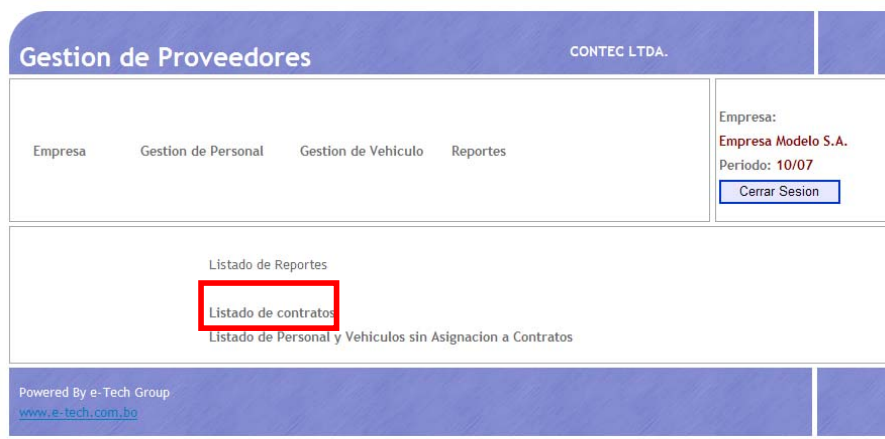 Gestion de Proveedores
CONTEC LTDA.
Empresa
Gestion de Personal
Gestion de Vehiculo
Reportes
Empresa:
Empresa Modelo S.A.
Periodo: 10/07
Cerrar Sesion
Listado de Reportes
Listado de contratos
Listado de Personal y Vehiculos sin Asignacion a Contratos
Powered By e-Tech Group
www.e-tech.com.bo